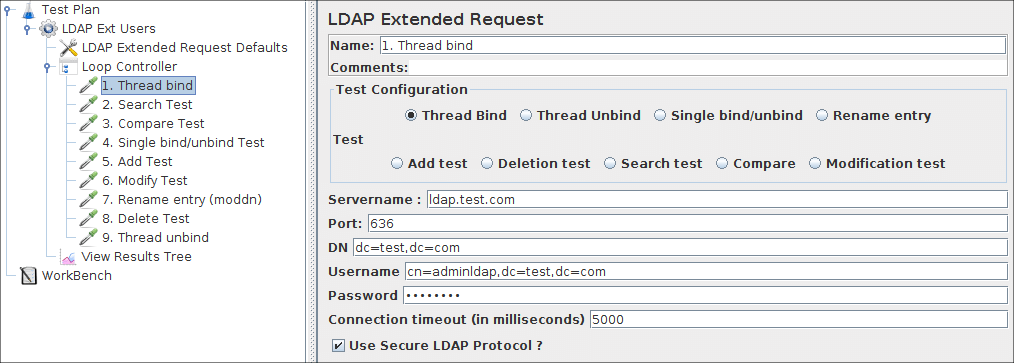 Test Plan
LDAP Ext Users
LDAP Extended Request Defaults
Loop Controller
1. Thread bind
2. Search Test
3. Compare Test
4. Single bind/unbind Test
5. Add Test
6. Modify Test
7. Rename entry (moddn)
8. Delete Test
9. Thread unbind
View Results Tree
WorkBench
LDAP Extended Request
Name: 1. Thread bind
Comments:
Test Configuration
Thread Bind Thread Unbind Single bind/unbind Rename entry
Test
Add test Deletion test Search test Compare Modification test
Servername : ldap.test.com
Port: 636
DN dc=test,dc=com
Username cn=adminldap,dc=test,dc=com
Password ••••••••
Connection timeout (in milliseconds) 5000
Use Secure LDAP Protocol ?